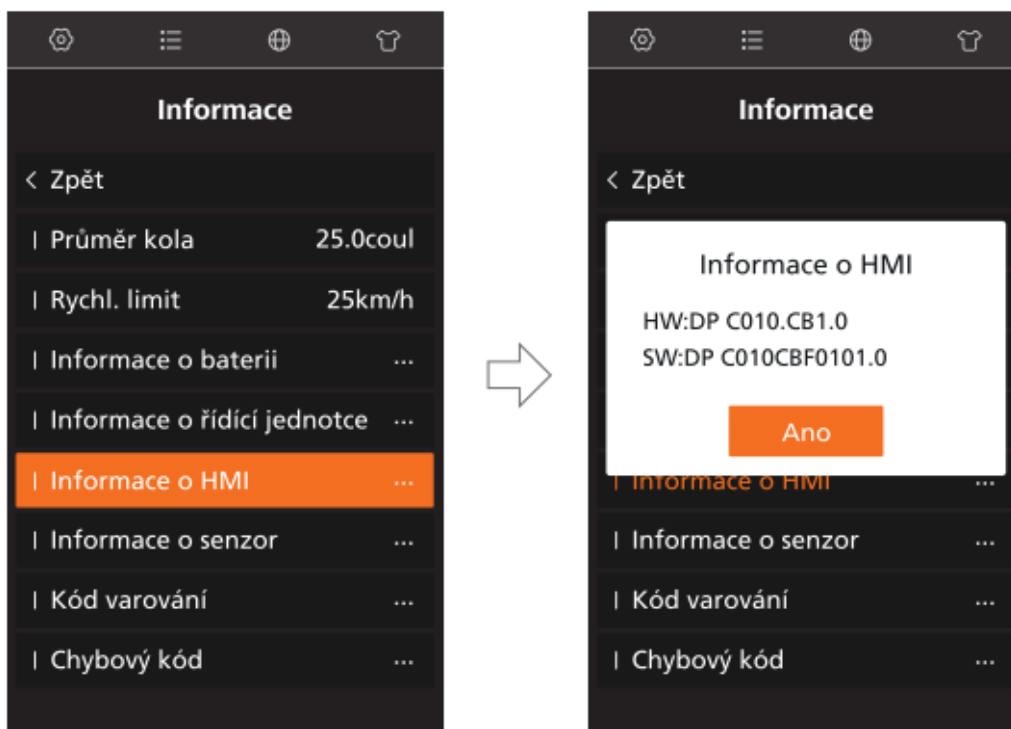 Informace
< Zpět
Průměr kola 25.0coul
Rychl. limit 25km/h
Informace o baterii ...
Informace o řídící jednotce ...
Informace o HMI ...
Informace o senzor ...
Kód varování ...
Chybový kód ...
Informace
< Zpět
Informace o HMI
HW:DP C010.CB1.0
SW:DP C010CBF0101.0
Ano
Informace o HMI ...
Informace o senzor ...
Kód varování ...
Chybový kód ...